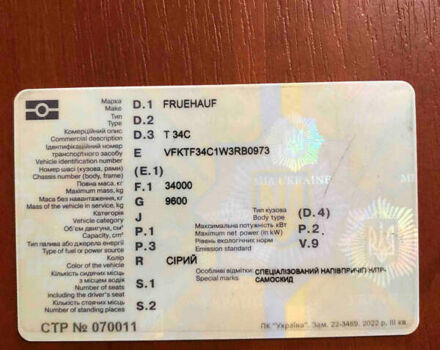 Марка D.1 FRUEHAUF
Make
Тип D.2
Type
Комерційний опис D.3 T 34C
Commercial description
Ідентифікаційний номер
транспортного засобу E VFKTF34C1W3RB0973
Vehicle identification number
Номер шасі (кузова, рами) (E.1)
Chassis number (body, frame)
Повна маса, кг F.1 34000
Maximum mass, kg
Маса без навантаження, кг G 9600
Mass of the vehicle in service, kg
Категорія J Тип кузова (D.4)
Vehicle category Body type
Об'єм двигуна, см³ P.1 Максимальна потужність кВт P.2
Capacity, cm³ Maximum net power (in kW)
Тип палива або джерела енергії P.3 Рівень екологічних норм V.9
Type of fuel or power source Emission standard
Колір R СІРИЙ
Color of the vehicle
Кількість сидячих місць
з місцем водія S.1 Особливі відмітки: СПЕЦІАЛІЗОВАНИЙ НАПІВПРИЧІП Н/ПР-
Number of seats Special marks САМОСКИД
including the driver's seat
Кількість стоячих місць S.2
Number of standing places
СТР № 070011
MIA UKRAINE
ПК "Україна". Зам. 22-3469. 2022 р. III кв.